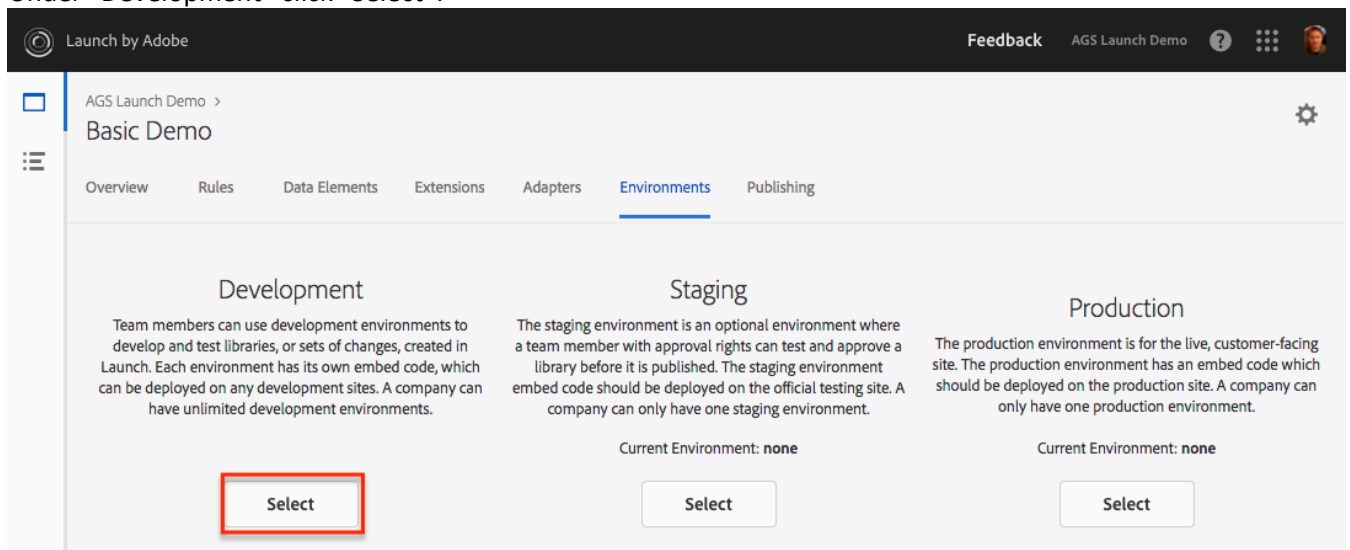 Under "Development" click "Select".
Launch by Adobe
Feedback
AGS Launch Demo
?
AGS Launch Demo >
Basic Demo
Overview
Rules
Data Elements
Extensions
Adapters
Environments
Publishing
Development
Team members can use development environments to
develop and test libraries, or sets of changes, created in
Launch. Each environment has its own embed code, which
can be deployed on any development sites. A company can
have unlimited development environments.
Select
Staging
The staging environment is an optional environment where
a team member with approval rights can test and approve a
library before it is published. The staging environment
embed code should be deployed on the official testing site. A
company can only have one staging environment.
Current Environment: none
Select
Production
The production environment is for the live, customer-facing
site. The production environment has an embed code which
should be deployed on the production site. A company can
only have one production environment.
Current Environment: none
Select